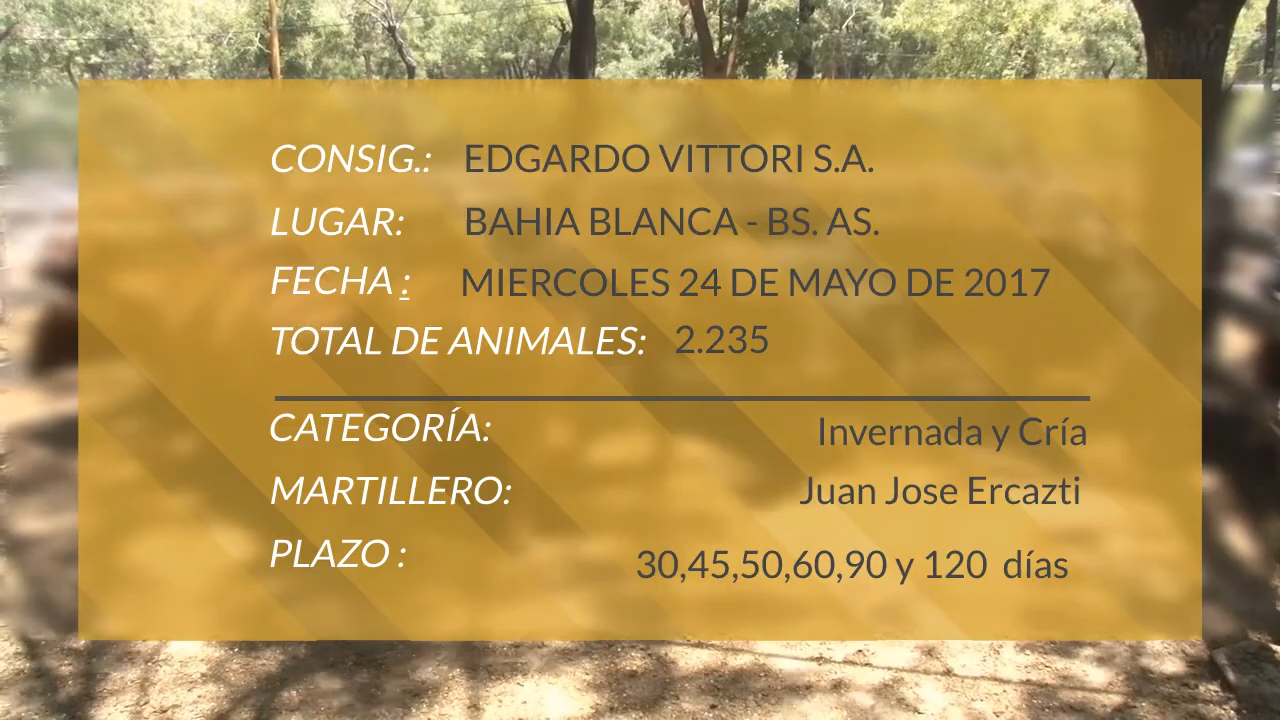 CONSIG.: EDGARDO VITTORI S.A.
LUGAR: BAHIA BLANCA - BS. AS.
FECHA : MIERCOLES 24 DE MAYO DE 2017
TOTAL DE ANIMALES: 2.235
CATEGORÍA: Invernada y Cría
MARTILLERO: Juan Jose Ercazti
PLAZO : 30,45,50,60,90 y 120 días